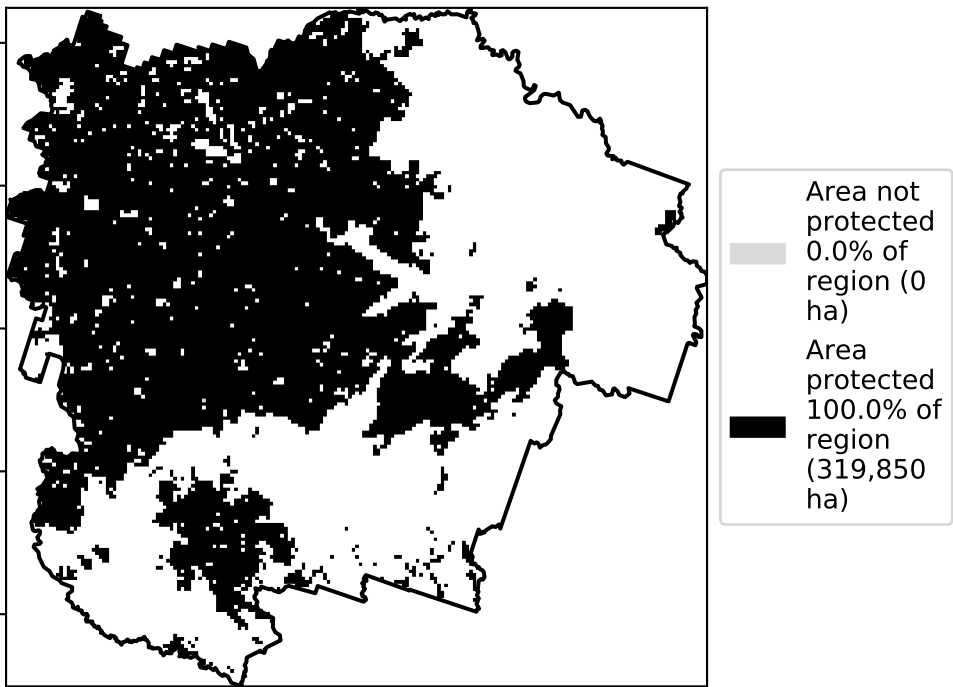 Area not
protected
0.0% of
region (0
ha)
Area
protected
100.0% of
region
(319,850
ha)